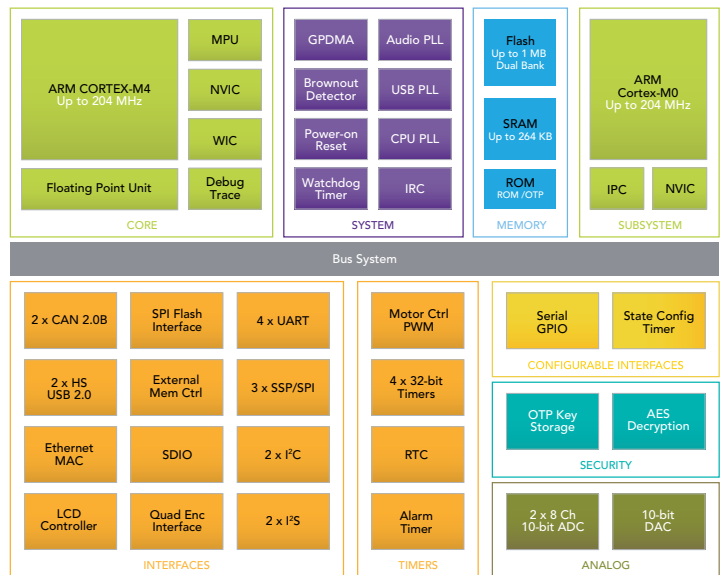 ARM CORTEX-M4
Up to 204 MHz
MPU
NVIC
WIC
Floating Point Unit
Debug
Trace
CORE
GPDMA
Audio PLL
Brownout
Detector
USB PLL
Power-on
Reset
CPU PLL
Watchdog
Timer
IRC
SYSTEM
Flash
Up to 1 MB
Dual Bank
SRAM
Up to 264 KB
ROM
ROM /OTP
MEMORY
ARM
Cortex-M0
Up to 204 MHz
IPC
NVIC
SUBSYSTEM
Bus System
2 x CAN 2.0B
SPI Flash
Interface
4 x UART
2 x HS
USB 2.0
External
Mem Ctrl
3 x SSP/SPI
Ethernet
MAC
SDIO
2 x I²C
LCD
Controller
Quad Enc
Interface
2 x I²S
INTERFACES
Motor Ctrl
PWM
4 x 32-bit
Timers
RTC
Alarm
Timer
TIMERS
Serial
GPIO
State Config
Timer
CONFIGURABLE INTERFACES
OTP Key
Storage
AES
Decryption
SECURITY
2 x 8 Ch
10-bit ADC
10-bit
DAC
ANALOG